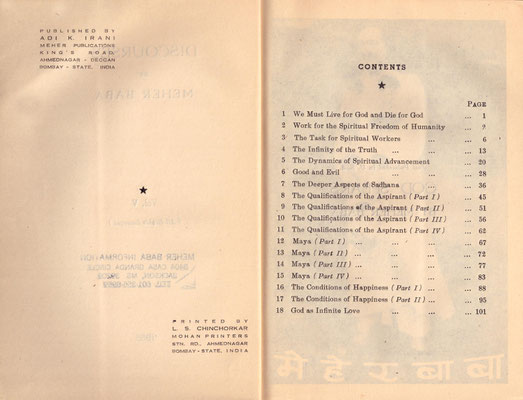 PUBLISHED BY
ADI K. IRANI
MEHER PUBLICATIONS
KING'S ROAD
AHMEDNAGAR - DECCAN
BOMBAY - STATE, INDIA
PRINTED BY
L. S. CHINCHORKAR
MOHAN PRINTERS
STN. RD., AHMEDNAGAR
BOMBAY-STATE, INDIA
CONTENTS
PAGE
1 We Must Live for God and Die for God ... 1
2 Work for the Spiritual Freedom of Humanity ... 2
3 The Task for Spiritual Workers ... ... 6
4 The Infinity of the Truth ... ... ... 13
5 The Dynamics of Spiritual Advancement ... 20
6 Good and Evil ... ... ... ... 28
7 The Deeper Aspects of Sadhana ... ... 36
8 The Qualifications of the Aspirant (Part I) ... 45
9 The Qualifications of the Aspirant (Part II) ... 51
10 The Qualifications of the Aspirant (Part III) ... 56
11 The Qualifications of the Aspirant (Part IV) ... 62
12 Maya (Part I) ... ... ... ... 67
13 Maya (Part II) ... ... ... ... 72
14 Maya (Part III) ... ... ... ... 77
15 Maya (Part IV) ... ... ... ... 83
16 The Conditions of Happiness (Part I) ... ... 88
17 The Conditions of Happiness (Part II) ... ... 95
18 God as Infinite Love ... ... ... 101
मेहेरबाबा